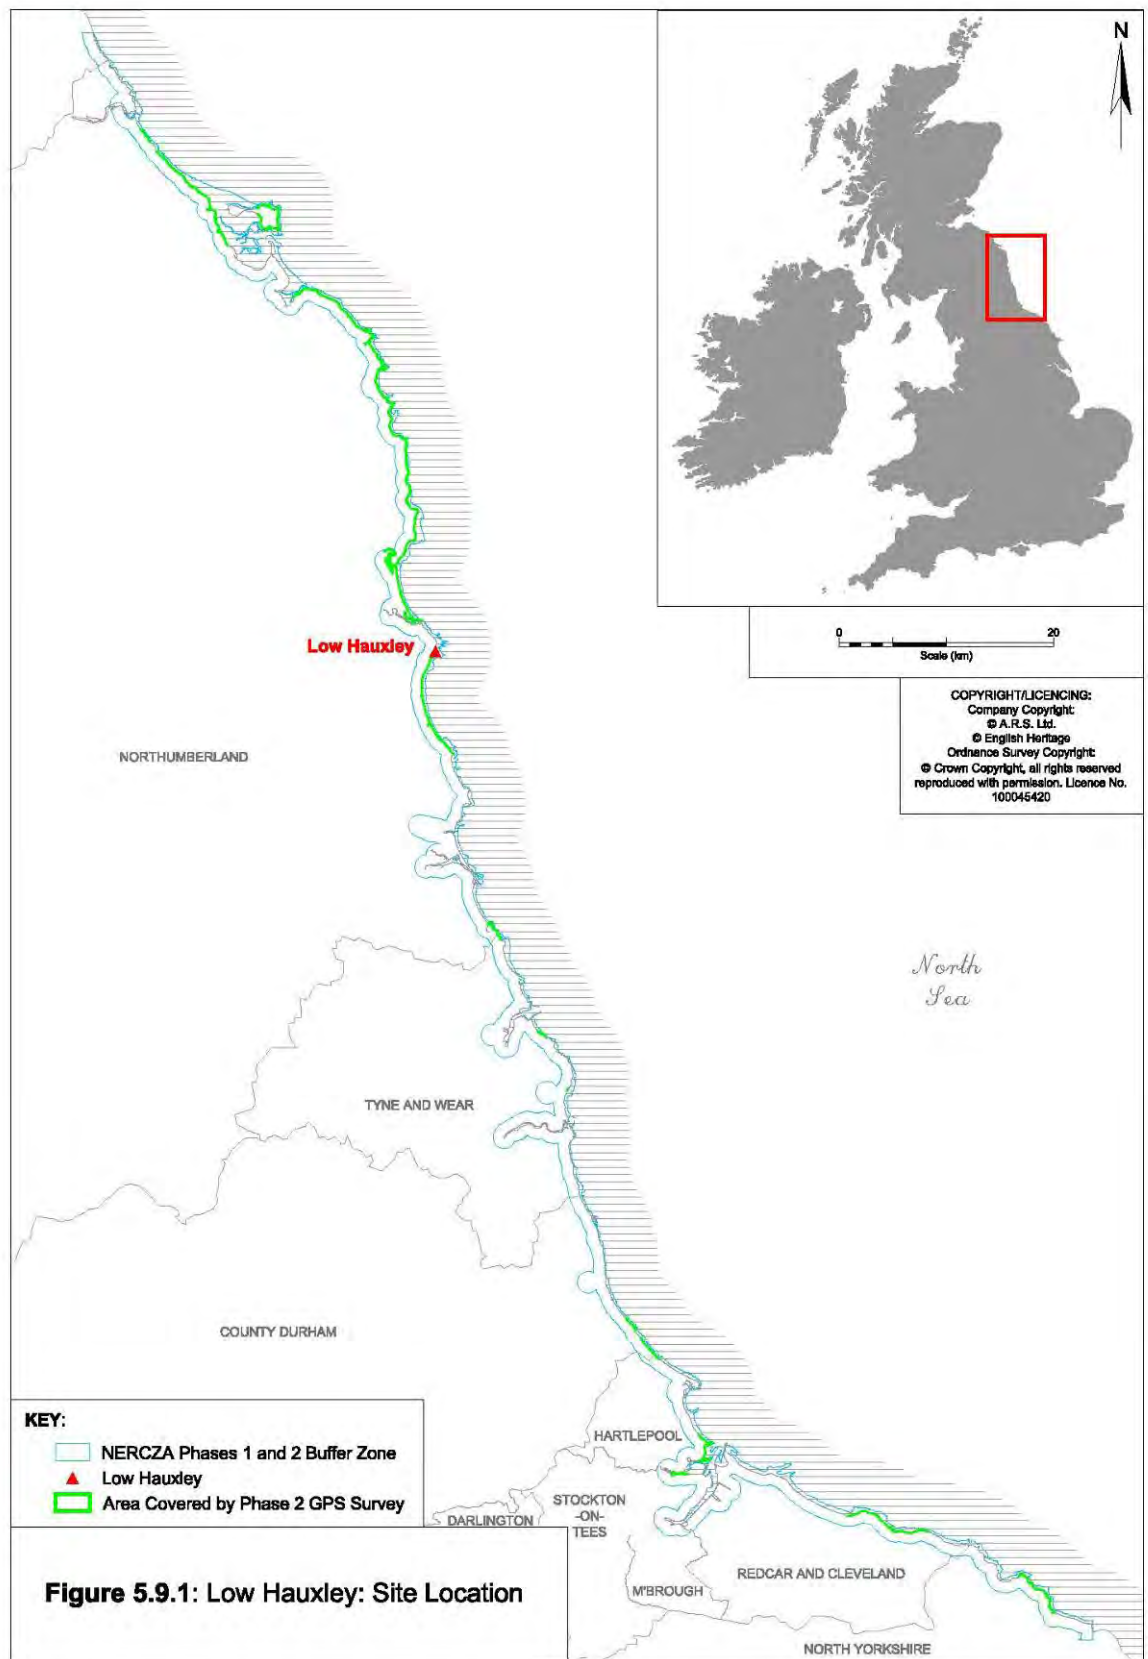 N
0 20
Scale (km)
COPYRIGHT/LICENCING:
Company Copyright:
© A.R.S. Ltd.
© English Heritage
Ordnance Survey Copyright:
© Crown Copyright, all rights reserved
reproduced with permission. Licence No.
100045420
Low Hauxley
NORTHUMBERLAND
North
Sea
TYNE AND WEAR
COUNTY DURHAM
HARTLEPOOL
STOCKTON
-ON-
TEES
DARLINGTON
M'BROUGH
REDCAR AND CLEVELAND
NORTH YORKSHIRE
KEY:
NERCZA Phases 1 and 2 Buffer Zone
Low Hauxley
Area Covered by Phase 2 GPS Survey
Figure 5.9.1: Low Hauxley: Site Location